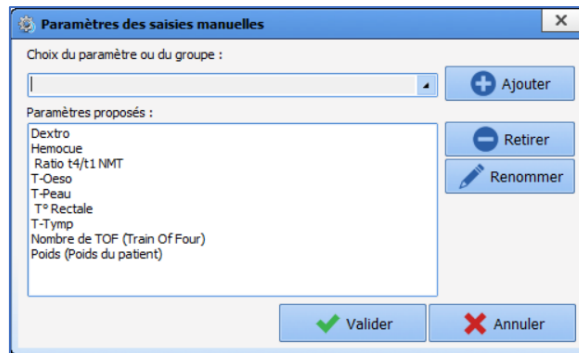 Paramètres des saisies manuelles
Choix du paramètre ou du groupe :
Ajouter
Paramètres proposés :
Dextro
Hemocue
Ratio t4/t1 NMT
T-Oeso
T-Peau
T° Rectale
T-Tymp
Nombre de TOF (Train Of Four)
Poids (Poids du patient)
Retirer
Renommer
Valider
Annuler